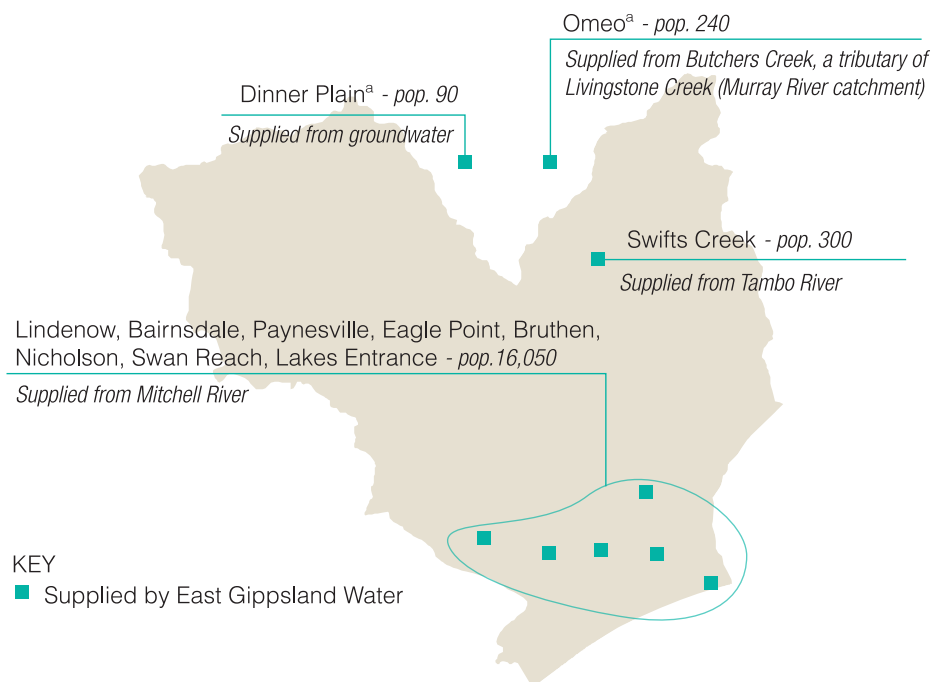 Omeoᵃ - pop. 240
Supplied from Butchers Creek, a tributary of
Livingstone Creek (Murray River catchment)
Dinner Plainᵃ - pop. 90
Supplied from groundwater
Swifts Creek - pop. 300
Supplied from Tambo River
Lindenow, Bairnsdale, Paynesville, Eagle Point, Bruthen,
Nicholson, Swan Reach, Lakes Entrance - pop.16,050
Supplied from Mitchell River
KEY
Supplied by East Gippsland Water